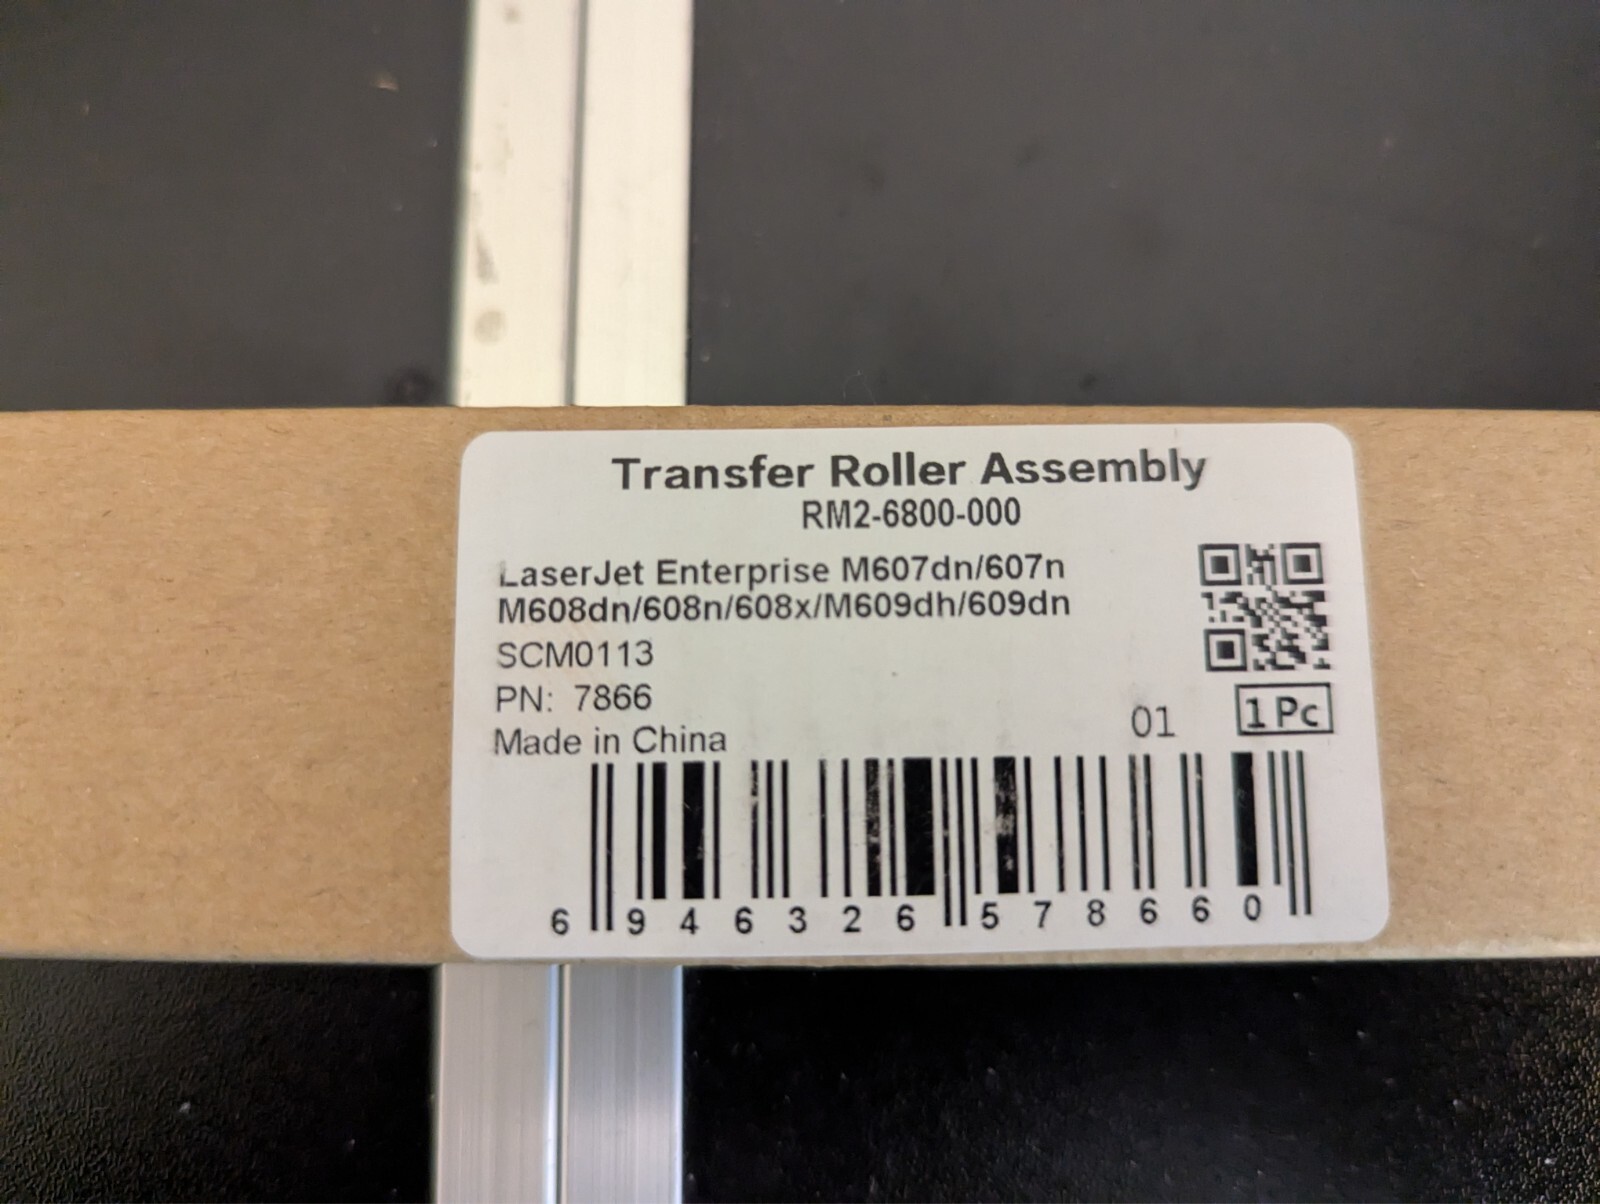 Transfer Roller Assembly
RM2-6800-000
LaserJet Enterprise M607dn/607n
M608dn/608n/608x/M609dh/609dn
SCM0113
PN: 7866
Made in China
01
1 Pc
6 946326 578660